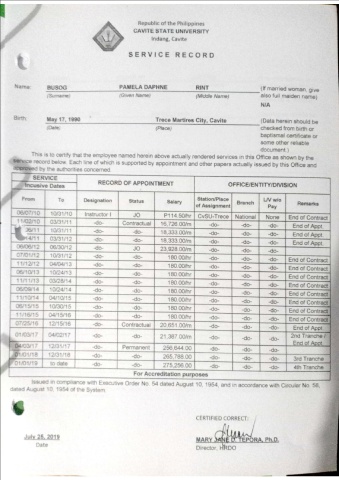 Republic of the Philippines
CAVITE STATE UNIVERSITY
Indang, Cavite
SERVICE RECORD
Name: BUSOG PAMELA DAPHNE RINT (If married woman, give
(Surname) (Given Name) (Middle Name) also full maiden name)
N/A
Birth: May 17, 1990 Trece Martires City, Cavite (Data herein should be
(Date) (Place) checked from birth or
baptismal certificate or
some other reliable
document.)
This is to certify that the employee named herein above actually rendered services in this Office as shown by the
service record below. Each line of which is supported by appointment and other papers actually issued by this Office and
approved by the authorities concerned.
SERVICE RECORD OF APPOINTMENT OFFICE/ENTITY/DIVISION
Inclusive Dates
From To Designation Status Salary Station/Place of Assignment Branch L/V w/o Pay Remarks
06/07/10 10/31/10 Instructor I JO P114.50/hr CvSU-Trece National None End of Contract
11/02/10 03/31/11 -do- Contractual 16,726.00/m -do- -do- -do- End of Contract
10/31/11 -do- -do- 18,333.00/m -do- -do- -do- End of Appt.
03/31/12 -do- -do- 18,333.00/m -do- -do- -do- End of Appt.
06/30/12 -do- JO -do- -do- -do-
07/01/12 10/31/12 -do- -do- 180.00/hr -do- -do- -do- End of Contract
11/12/12 04/04/13 -do- -do- 180.00/hr -do- -do- -do- End of Contract
06/10/13 10/24/13 -do- -do- 180.00/hr -do- -do- -do- End of Contract
11/11/13 03/28/14 -do- -do- 180.00/hr -do- -do- -do- End of Contract
10/24/14 -do- -do- 180.00/hr -do- -do- -do- End of Contract
11/10/14 04/10/15 -do- -do- 180.00/hr -do- -do- -do- End of Contract
10/30/15 -do- -do- 180.00/hr -do- -do- -do- End of Contract
11/16/15 04/15/16 -do- -do- 180.00/hr -do- -do- -do- End of Contract
12/15/16 -do- Contractual 20,651.00/m -do- -do- -do- End of Appt.
01/03/17 04/02/17 -do- -do- 21,387.00/m -do- -do- -do- 2nd Tranche / End of Appt.
04/03/17 12/31/17 -do- Permanent 256,644.00 -do- -do- -do-
01/01/18 12/31/18 -do- -do- 265,788.00 -do- -do- -do- 3rd Tranche
01/01/19 to date -do- -do- 275,256.00 -do- -do- -do- 4th Tranche
For Accreditation purposes
Issued in compliance with Executive Order No. 54 dated August 10, 1954, and in accordance with Circular No. 58,
dated August 10, 1954 of the System.
CERTIFIED CORRECT:
July 26, 2019 MARY JANE D. TEPORA, Ph.D.
Date Director, HRDO